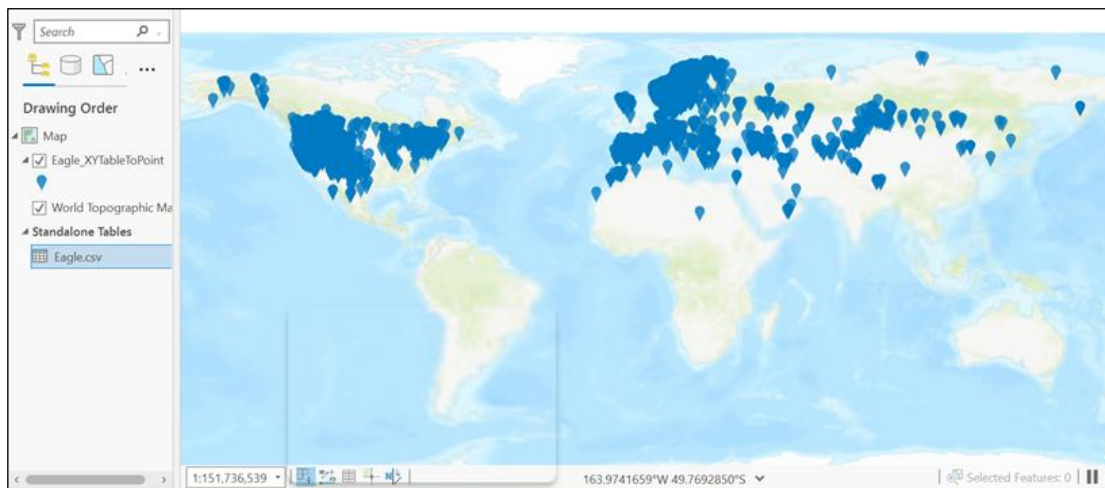 Search
...
Drawing Order
Map
Eagle_XYTableToPoint
World Topographic Ma
Standalone Tables
Eagle.csv
1:151,736,539
163.9741659°W 49.7692850°S
Selected Features: 0